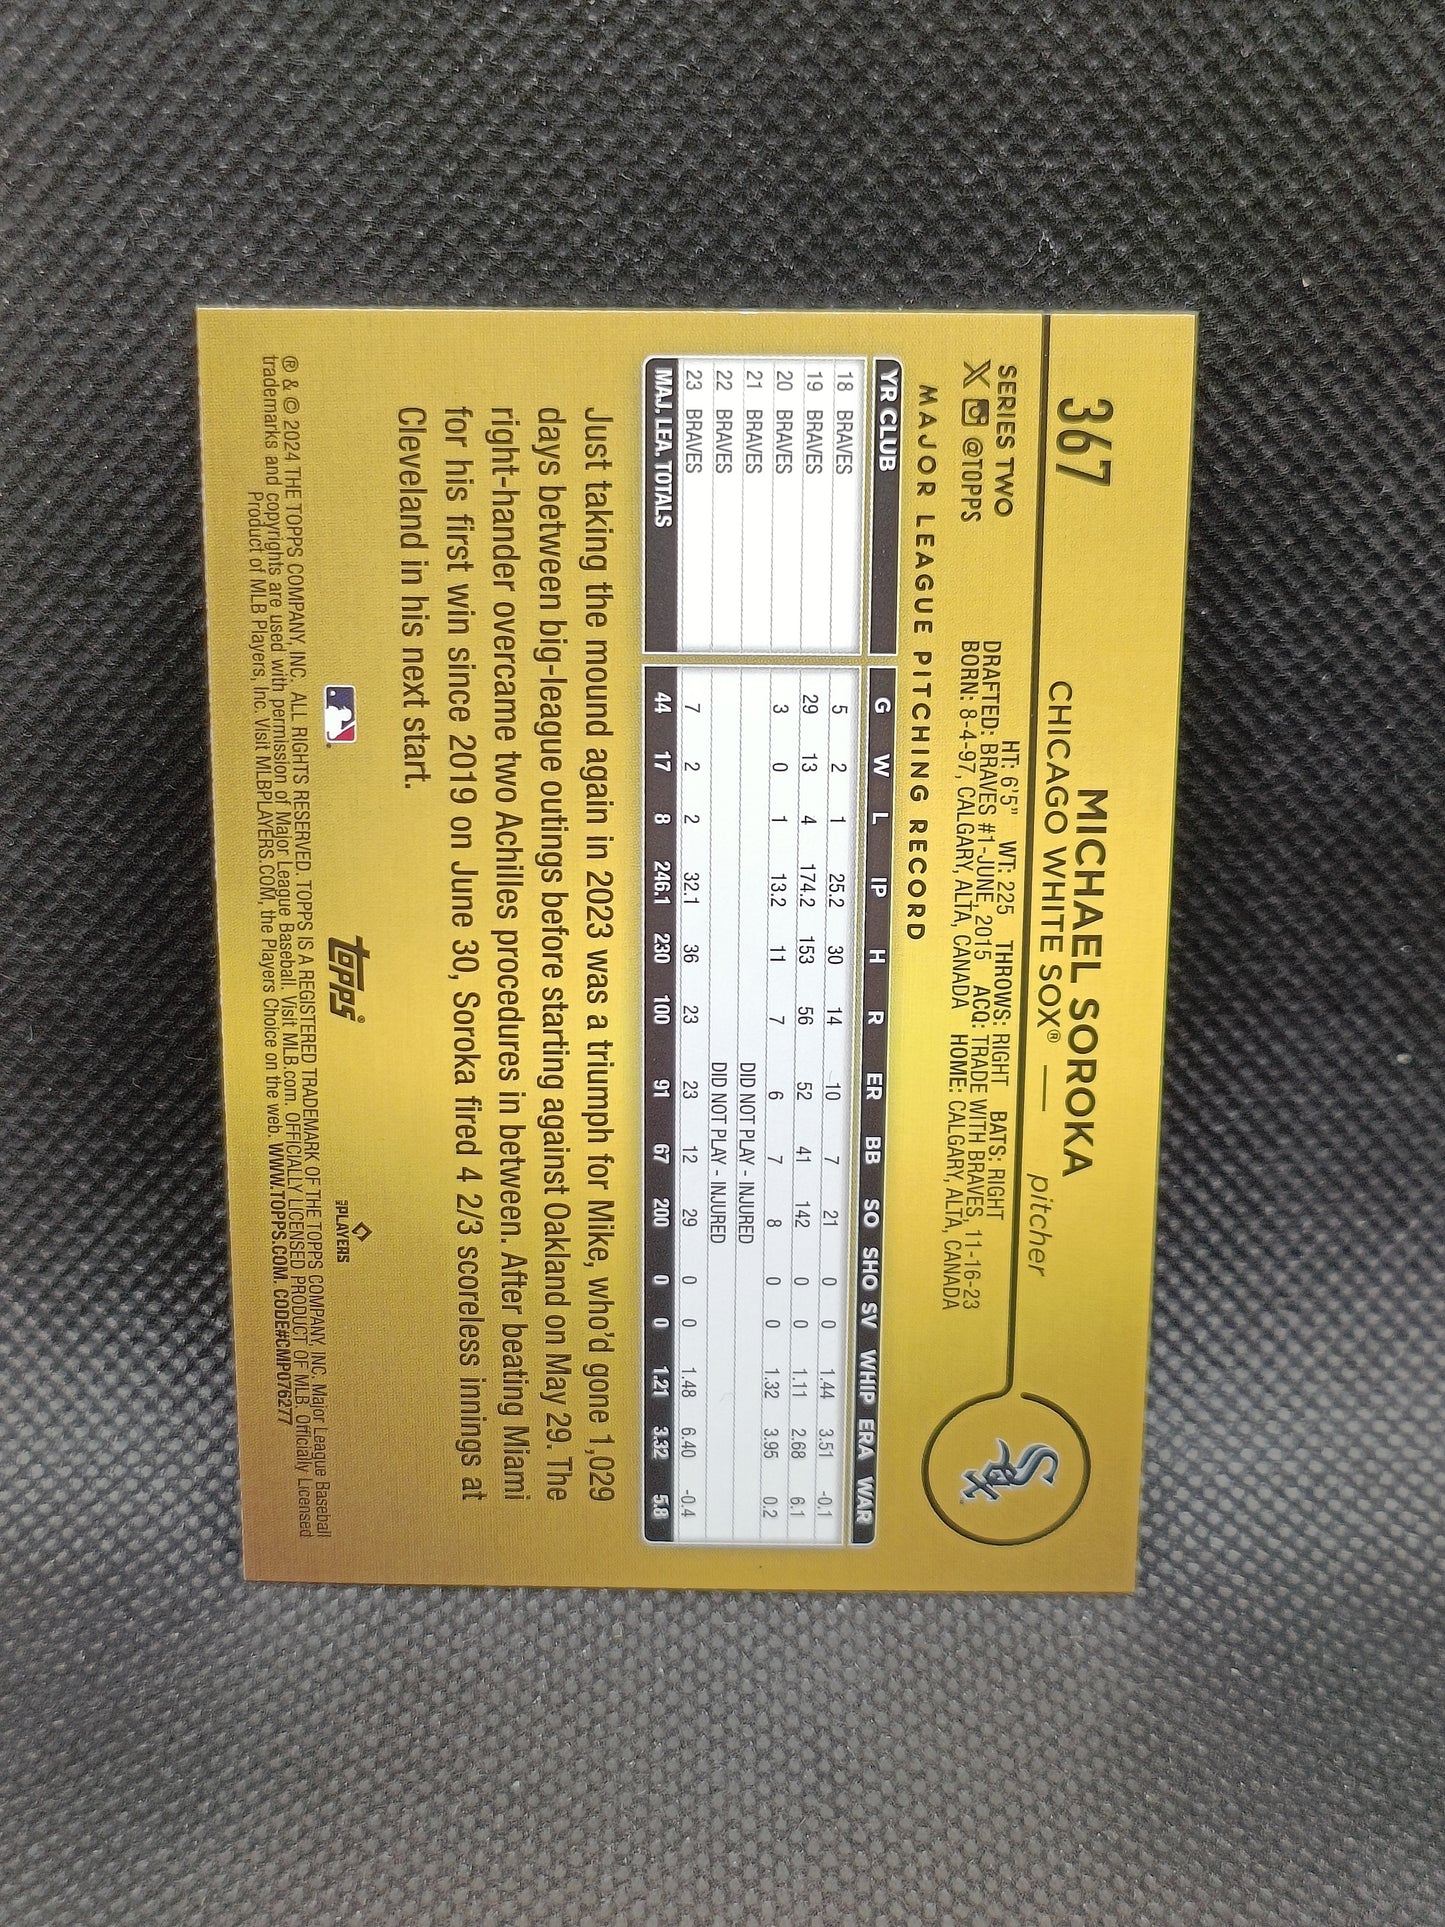 367
MICHAEL SOROKA
CHICAGO WHITE SOX® — pitcher
SERIES TWO
@TOPPS
HT: 6'5" WT: 225 THROWS: RIGHT BATS: RIGHT
DRAFTED: BRAVES #1-JUNE, 2015 ACQ: TRADE WITH BRAVES, 11-16-23
BORN: 8-4-97, CALGARY, ALTA, CANADA HOME: CALGARY, ALTA, CANADA
Sox
MAJOR LEAGUE PITCHING RECORD
YR CLUB G W L IP H R ER BB SO SHO SV WHIP ERA WAR
18 BRAVES 5 2 1 25.2 30 14 10 7 21 0 0 1.44 3.51 -0.1
19 BRAVES 29 13 4 174.2 153 56 52 41 142 0 0 1.11 2.68 6.1
20 BRAVES 3 0 1 13.2 11 7 6 7 8 0 0 1.32 3.95 0.2
21 BRAVES DID NOT PLAY - INJURED
22 BRAVES DID NOT PLAY - INJURED
23 BRAVES 7 2 2 32.1 36 23 23 12 29 0 0 1.48 6.40 -0.4
MAJ. LEA. TOTALS 44 17 8 246.1 230 100 91 67 200 0 0 1.21 3.32 5.8
Just taking the mound again in 2023 was a triumph for Mike, who'd gone 1,029
days between big-league outings before starting against Oakland on May 29. The
right-hander overcame two Achilles procedures in between. After beating Miami
for his first win since 2019 on June 30, Soroka fired 4 2/3 scoreless innings at
Cleveland in his next start.
topps®
PLAYERS
® & © 2024 THE TOPPS COMPANY, INC. ALL RIGHTS RESERVED. TOPPS IS A REGISTERED TRADEMARK OF THE TOPPS COMPANY, INC. Major League Baseball
trademarks and copyrights are used with permission of Major League Baseball. Visit MLB.com. OFFICIALLY LICENSED PRODUCT OF MLB. Officially Licensed
Product of MLB Players, Inc. Visit MLBPLAYERS.COM, the Players Choice on the web. WWW.TOPPS.COM. CODE#CMP076277